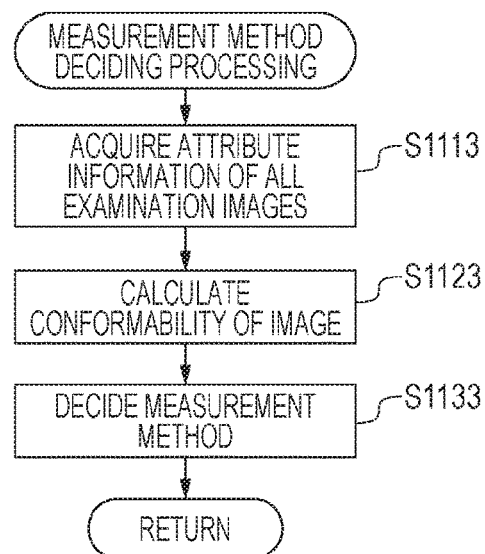 MEASUREMENT METHOD
DECIDING PROCESSING
ACQUIRE ATTRIBUTE
INFORMATION OF ALL
EXAMINATION IMAGES
S1113
CALCULATE
CONFORMABILITY OF IMAGE
S1123
DECIDE MEASUREMENT
METHOD
S1133
RETURN